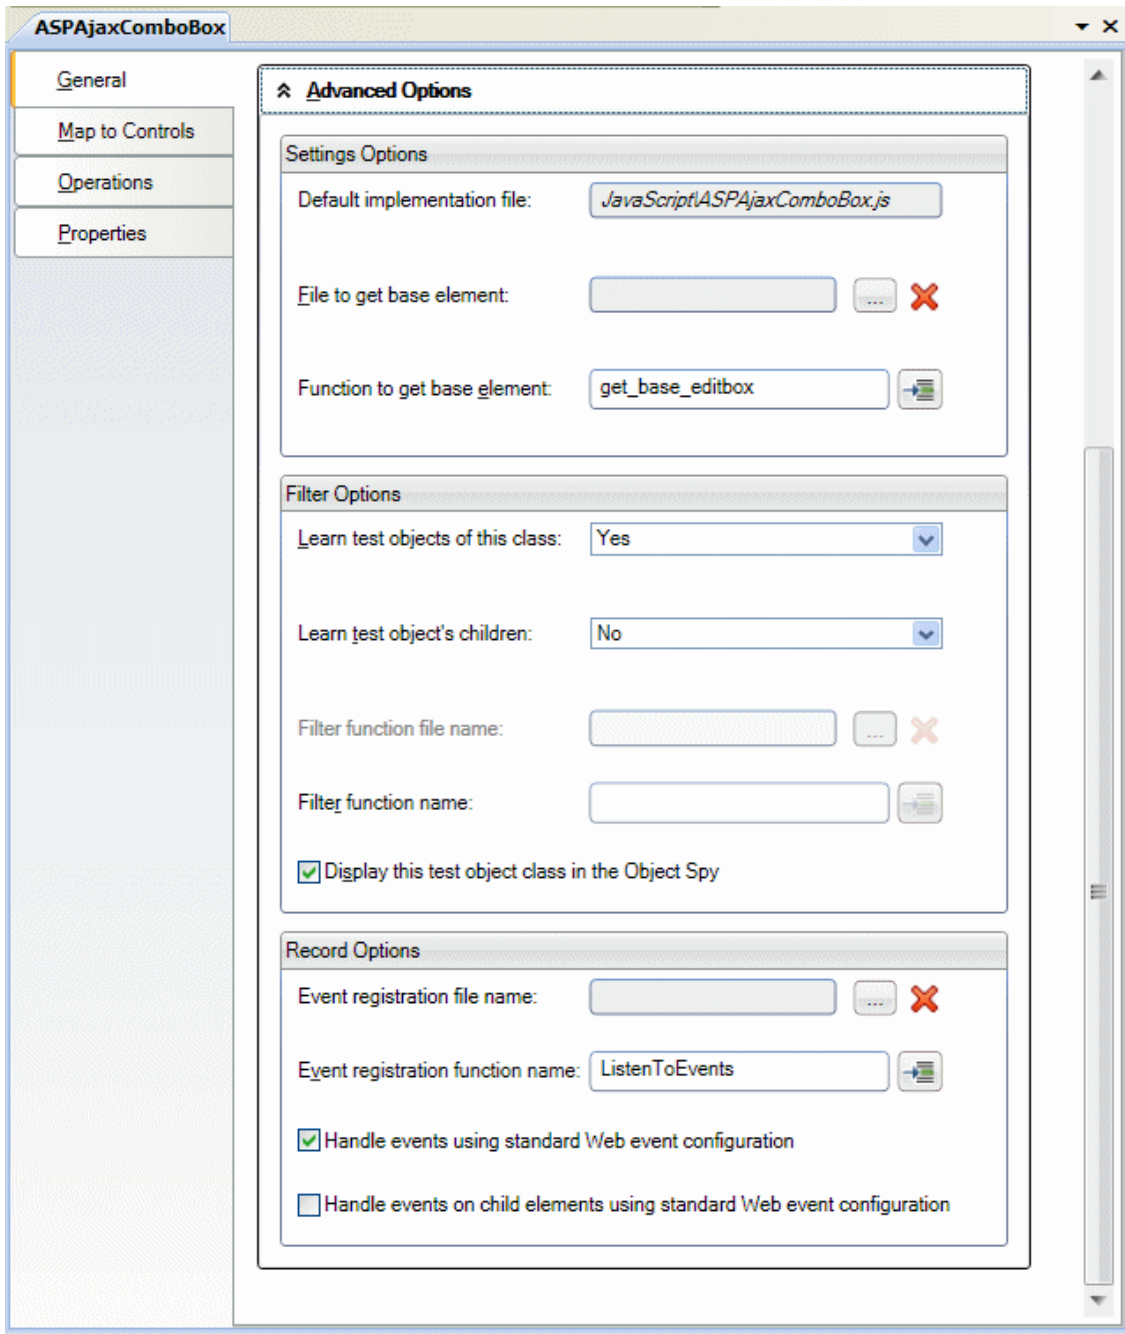 ASPAjaxComboBox
General
Map to Controls
Operations
Properties
Advanced Options
Settings Options
Default implementation file: JavaScript\ASPAjaxComboBox.js
File to get base element: ...
Function to get base element: get_base_editbox
Filter Options
Learn test objects of this class: Yes
Learn test object's children: No
Filter function file name: ...
Filter function name:
Display this test object class in the Object Spy
Record Options
Event registration file name: ...
Event registration function name: ListenToEvents
Handle events using standard Web event configuration
Handle events on child elements using standard Web event configuration